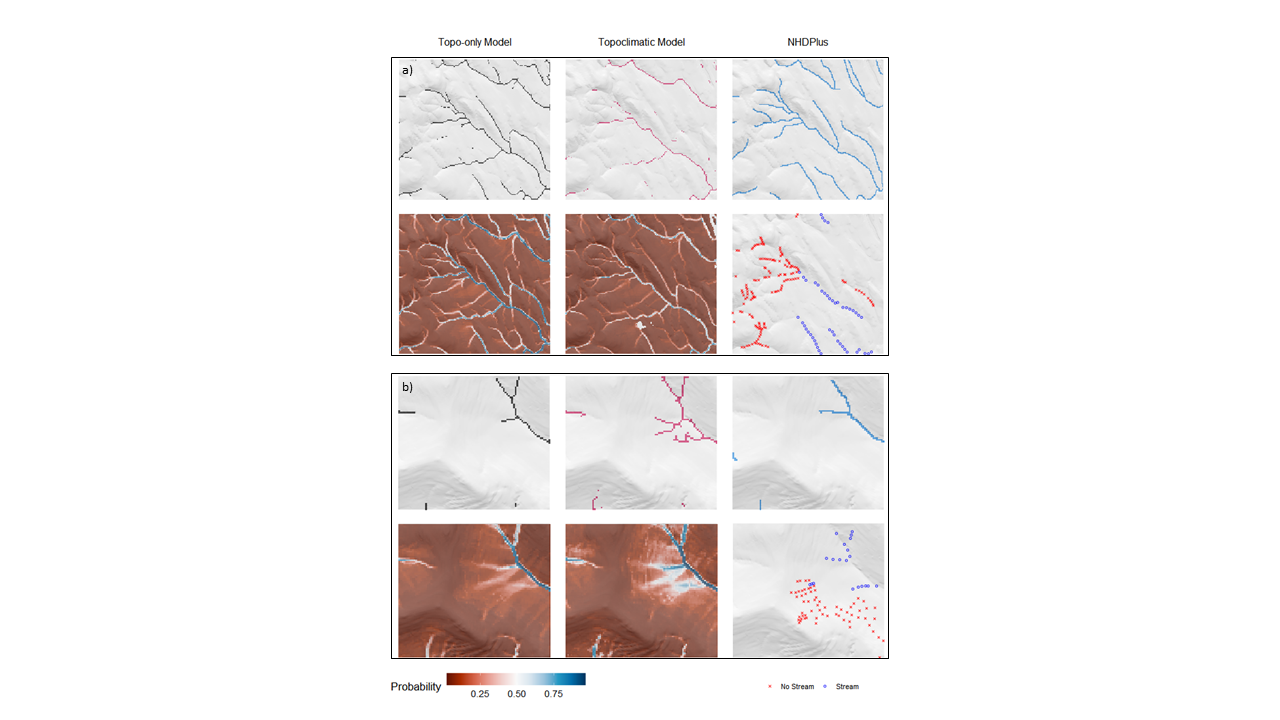 Topo-only Model Topoclimatic Model NHDPlus
a)
b)
Probability
0.25 0.50 0.75
No Stream Stream